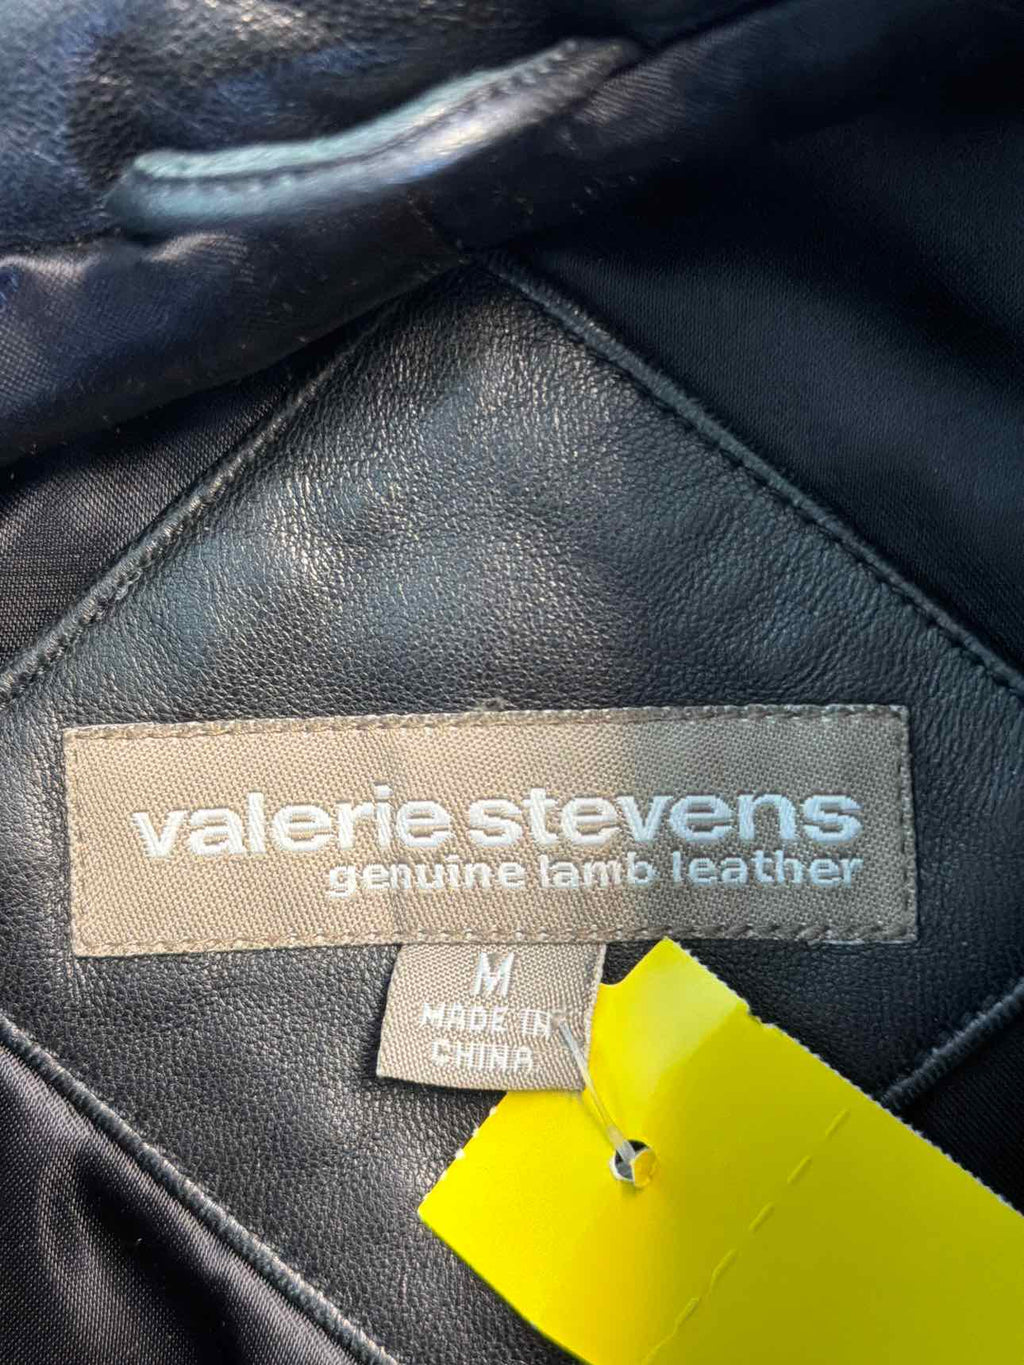 valerie stevens
genuine lamb leather
M
MADE IN
CHINA